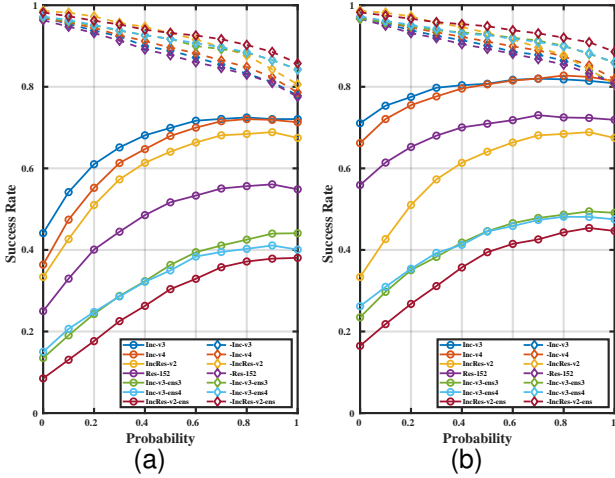 1
0.8
0.6
0.4
0.2
0
Success Rate
0 0.2 0.4 0.6 0.8 1
Probability
Inc-v3 -Inc-v3
Inc-v4 -Inc-v4
IncRes-v2 -IncRes-v2
Res-152 -Res-152
Inc-v3-ens3 -Inc-v3-ens3
Inc-v3-ens4 -Inc-v3-ens4
IncRes-v2-ens -IncRes-v2-ens
(a)
1
0.8
0.6
0.4
0.2
0
Success Rate
0 0.2 0.4 0.6 0.8 1
Probability
Inc-v3 -Inc-v3
Inc-v4 -Inc-v4
IncRes-v2 -IncRes-v2
Res-152 -Res-152
Inc-v3-ens3 -Inc-v3-ens3
Inc-v3-ens4 -Inc-v3-ens4
IncRes-v2-ens -IncRes-v2-ens
(b)